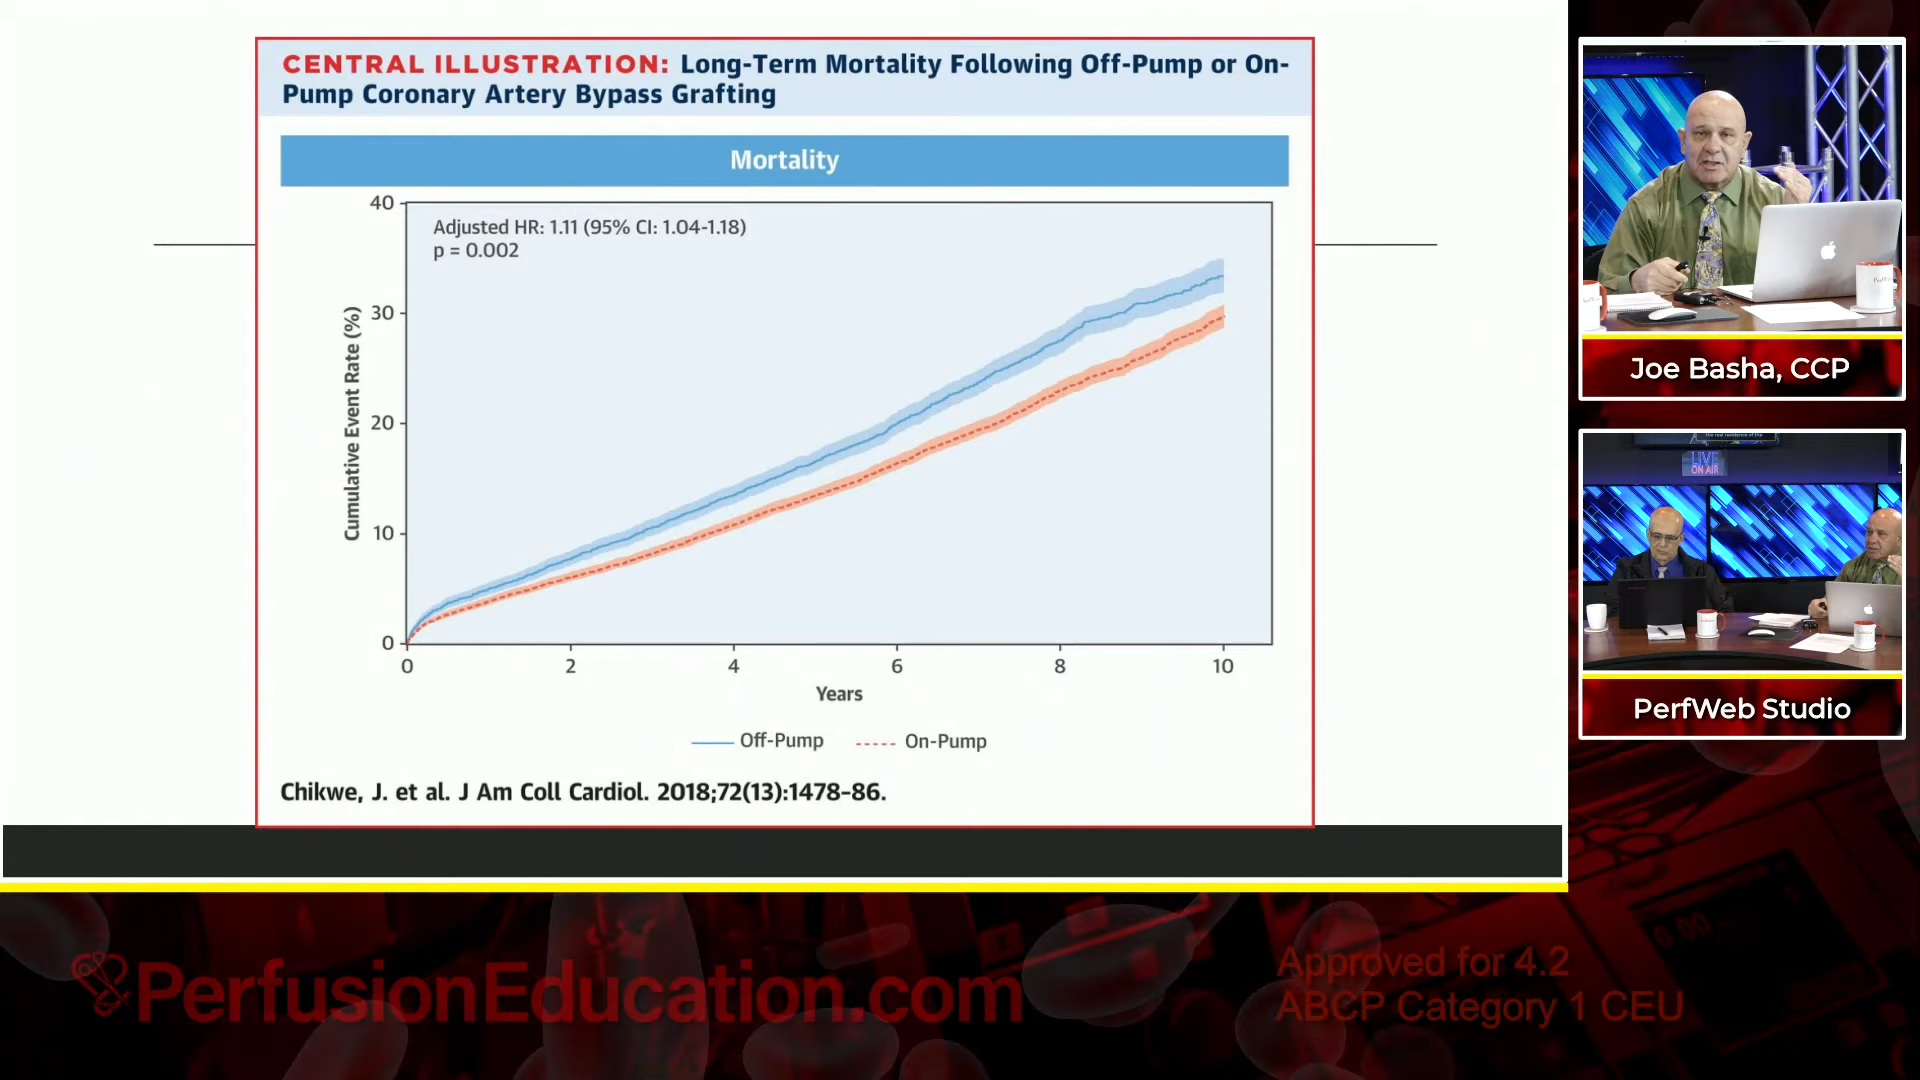 CENTRAL ILLUSTRATION: Long-Term Mortality Following Off-Pump or On-
Pump Coronary Artery Bypass Grafting
Mortality
Adjusted HR: 1.11 (95% CI: 1.04-1.18)
p = 0.002
Cumulative Event Rate (%)
40
30
20
10
0
0 2 4 6 8 10
Years
Off-Pump On-Pump
Chikwe, J. et al. J Am Coll Cardiol. 2018;72(13):1478–86.
Joe Basha, CCP
LIVE
ON AIR
PerfWeb Studio
PerfusionEducation.com
Approved for 4.2
ABCP Category 1 CEU